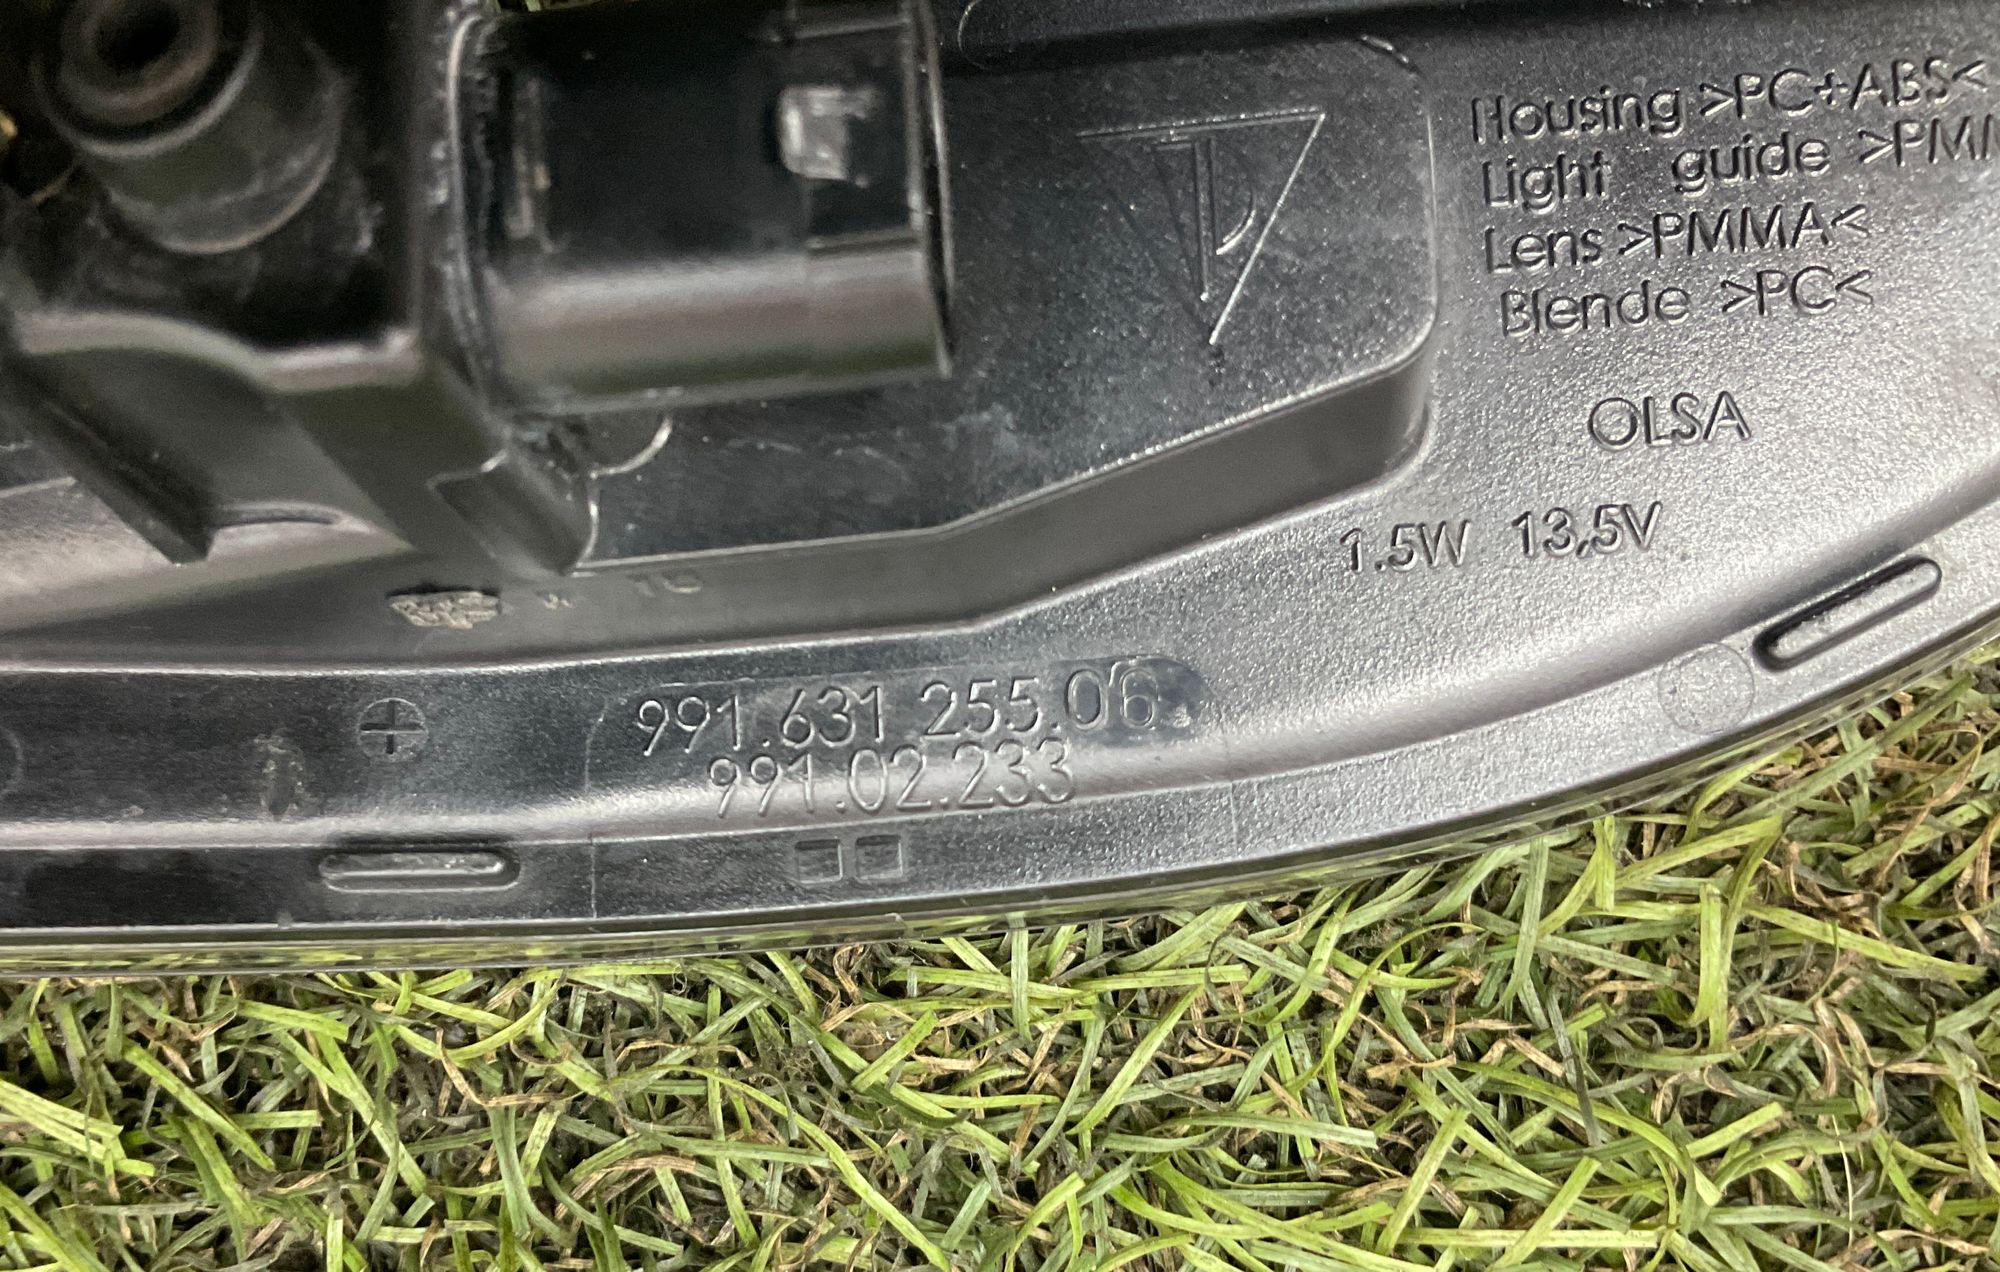 Housing >PC+ABS<
Light guide >PMM
Lens >PMMA<
Blende >PC<
OLSA
1.5W 13,5V
991.631 255.06
991.02.233